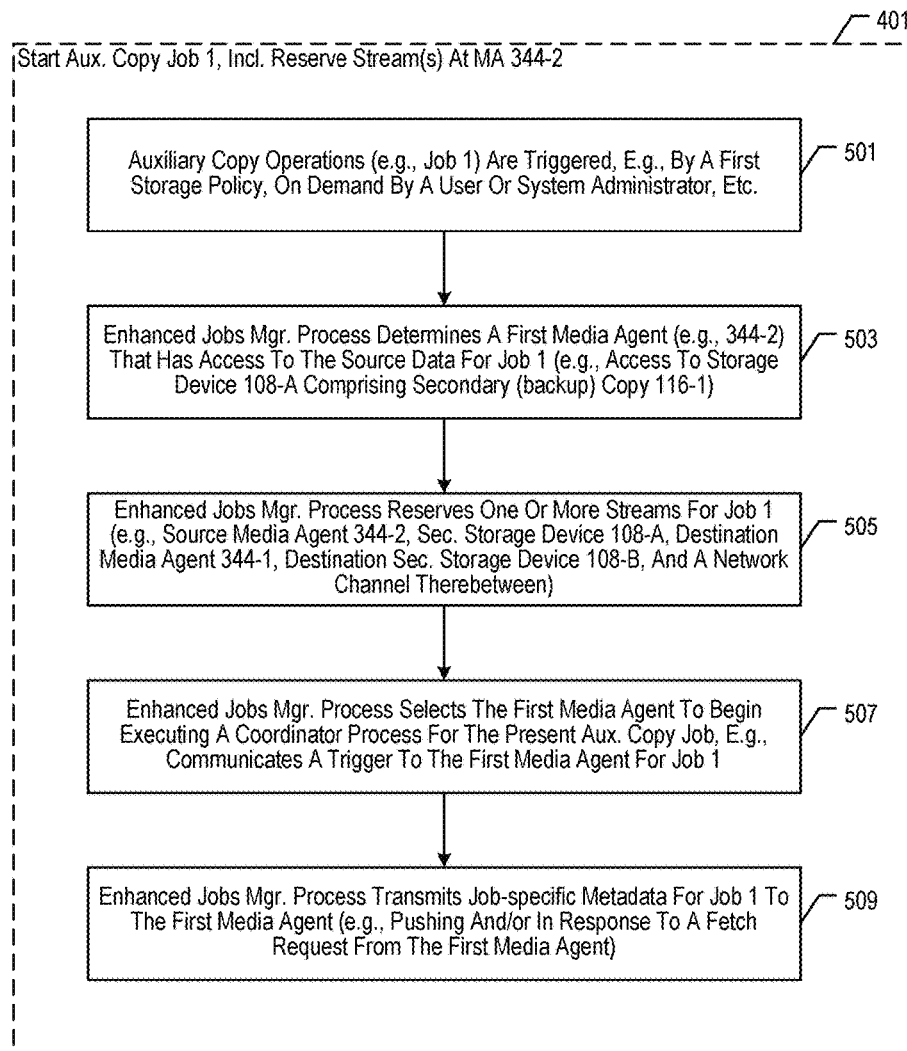 401
Start Aux. Copy Job 1, Incl. Reserve Stream(s) At MA 344-2
Auxiliary Copy Operations (e.g., Job 1) Are Triggered, E.g., By A First
Storage Policy, On Demand By A User Or System Administrator, Etc.
501
Enhanced Jobs Mgr. Process Determines A First Media Agent (e.g., 344-2)
That Has Access To The Source Data For Job 1 (e.g., Access To Storage
Device 108-A Comprising Secondary (backup) Copy 116-1)
503
Enhanced Jobs Mgr. Process Reserves One Or More Streams For Job 1
(e.g., Source Media Agent 344-2, Sec. Storage Device 108-A, Destination
Media Agent 344-1, Destination Sec. Storage Device 108-B, And A Network
Channel Therebetween)
505
Enhanced Jobs Mgr. Process Selects The First Media Agent To Begin
Executing A Coordinator Process For The Present Aux. Copy Job, E.g.,
Communicates A Trigger To The First Media Agent For Job 1
507
Enhanced Jobs Mgr. Process Transmits Job-specific Metadata For Job 1 To
The First Media Agent (e.g., Pushing And/or In Response To A Fetch
Request From The First Media Agent)
509